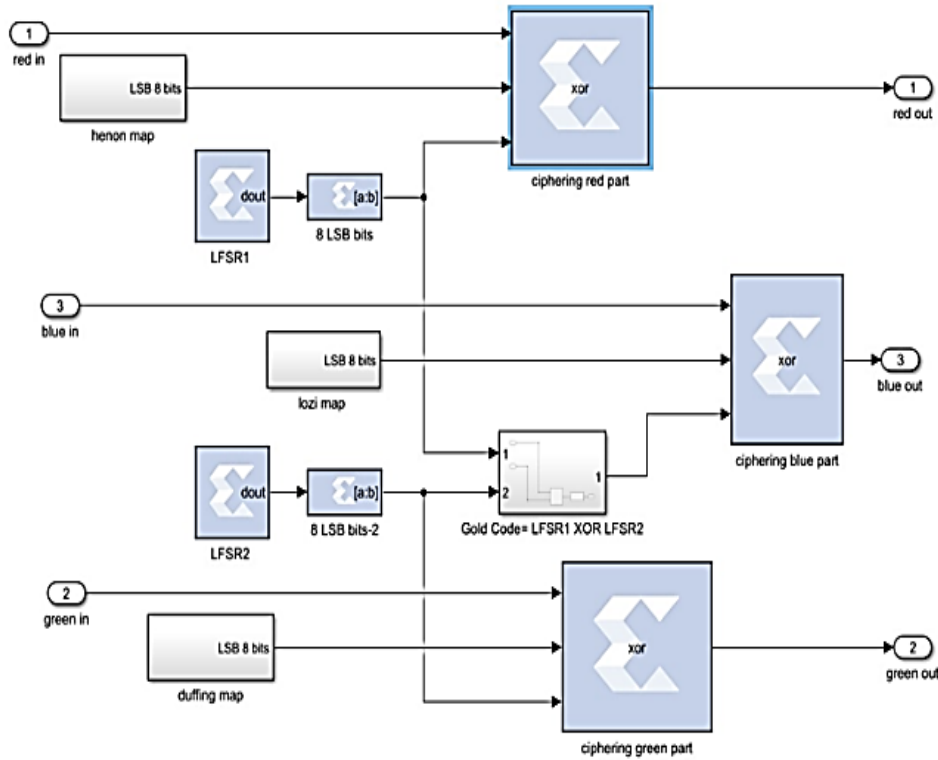 1
red in
LSB 8 bits
henon map
xor
ciphering red part
1
red out
dout
LFSR1
[a:b]
8 LSB bits
3
blue in
LSB 8 bits
lozi map
xor
ciphering blue part
3
blue out
dout
LFSR2
[a:b]
8 LSB bits-2
1
2
1
Gold Code= LFSR1 XOR LFSR2
2
green in
LSB 8 bits
duffing map
xor
ciphering green part
2
green out